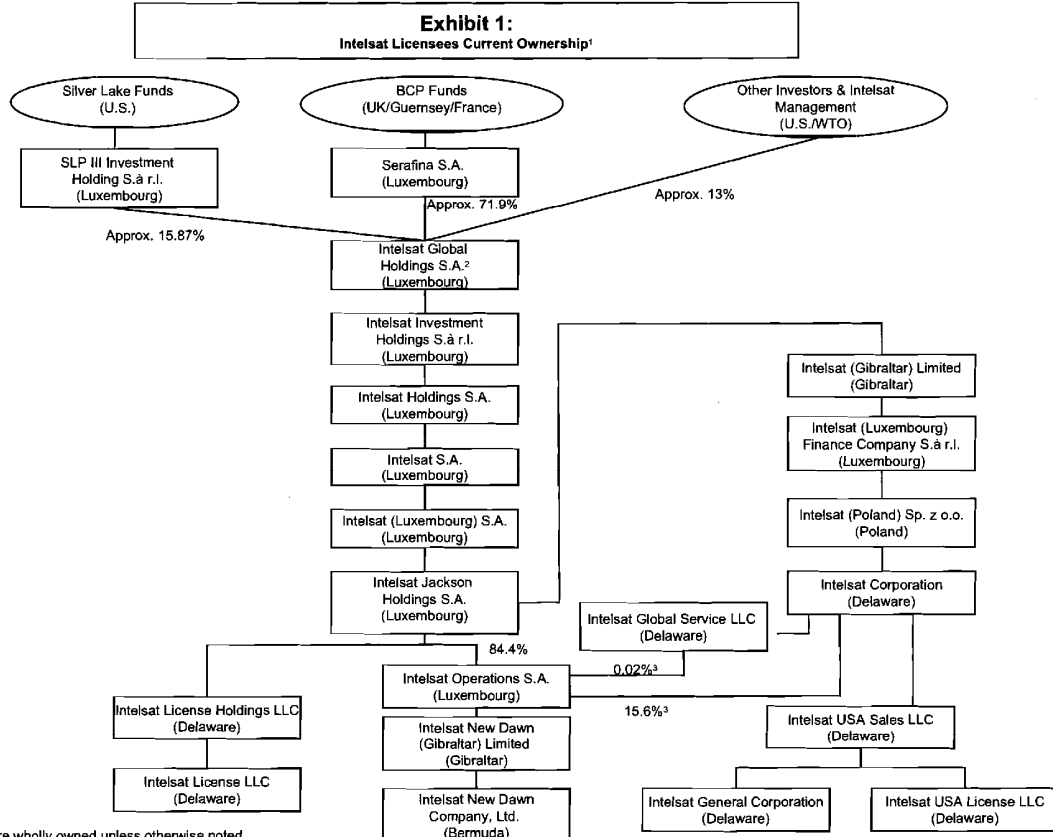 Exhibit 1:
Intelsat Licensees Current Ownership¹
Silver Lake Funds
(U.S.)
BCP Funds
(UK/Guernsey/France)
Other Investors & Intelsat
Management
(U.S./WTO)
SLP III Investment
Holding S.à r.l.
(Luxembourg)
Serafina S.A.
(Luxembourg)
Approx. 15.87%
Approx. 71.9%
Approx. 13%
Intelsat Global
Holdings S.A.²
(Luxembourg)
Intelsat Investment
Holdings S.à r.l.
(Luxembourg)
Intelsat Holdings S.A.
(Luxembourg)
Intelsat S.A.
(Luxembourg)
Intelsat (Luxembourg) S.A.
(Luxembourg)
Intelsat Jackson
Holdings S.A.
(Luxembourg)
Intelsat (Gibraltar) Limited
(Gibraltar)
Intelsat (Luxembourg)
Finance Company S.à r.l.
(Luxembourg)
Intelsat (Poland) Sp. z o.o.
(Poland)
Intelsat Corporation
(Delaware)
Intelsat Global Service LLC
(Delaware)
84.4%
0.02%³
15.6%³
Intelsat Operations S.A.
(Luxembourg)
Intelsat License Holdings LLC
(Delaware)
Intelsat License LLC
(Delaware)
Intelsat New Dawn
(Gibraltar) Limited
(Gibraltar)
Intelsat New Dawn
Company, Ltd.
(Bermuda)
Intelsat USA Sales LLC
(Delaware)
Intelsat General Corporation
(Delaware)
Intelsat USA License LLC
(Delaware)
re wholly owned unless otherwise noted